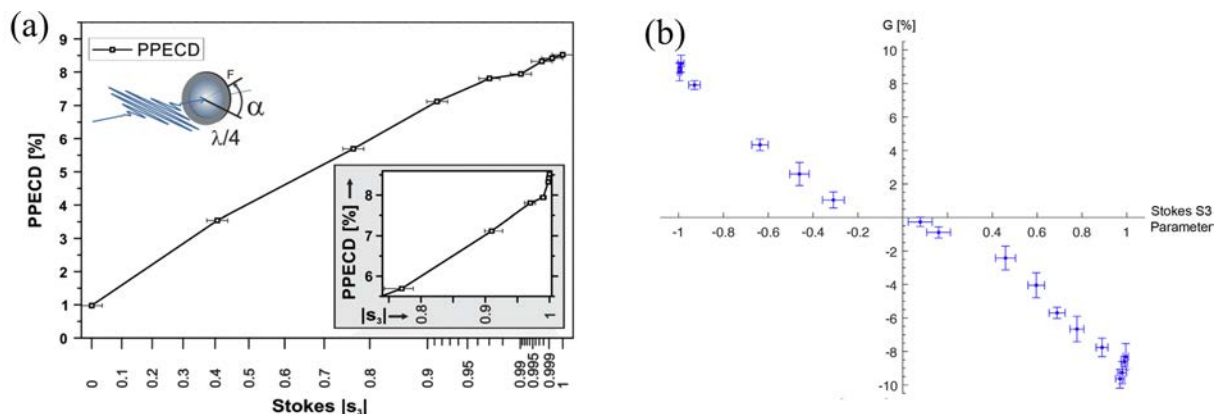 (a)
PPECD
F
α
λ/4
PPECD [%]
9
8
7
6
5
4
3
2
1
0
0 0.1 0.2 0.3 0.4 0.5 0.6 0.7 0.8 0.9 0.95 0.99 0.995 0.999 1
Stokes |s₃|
PPECD [%]
8
7
6
|s₃|
0.8 0.9 1
(b)
G [%]
10
8
6
4
2
-2
-4
-6
-8
-10
-1 -0.8 -0.6 -0.4 -0.2 0.4 0.6 0.8 1
Stokes S3
Parameter